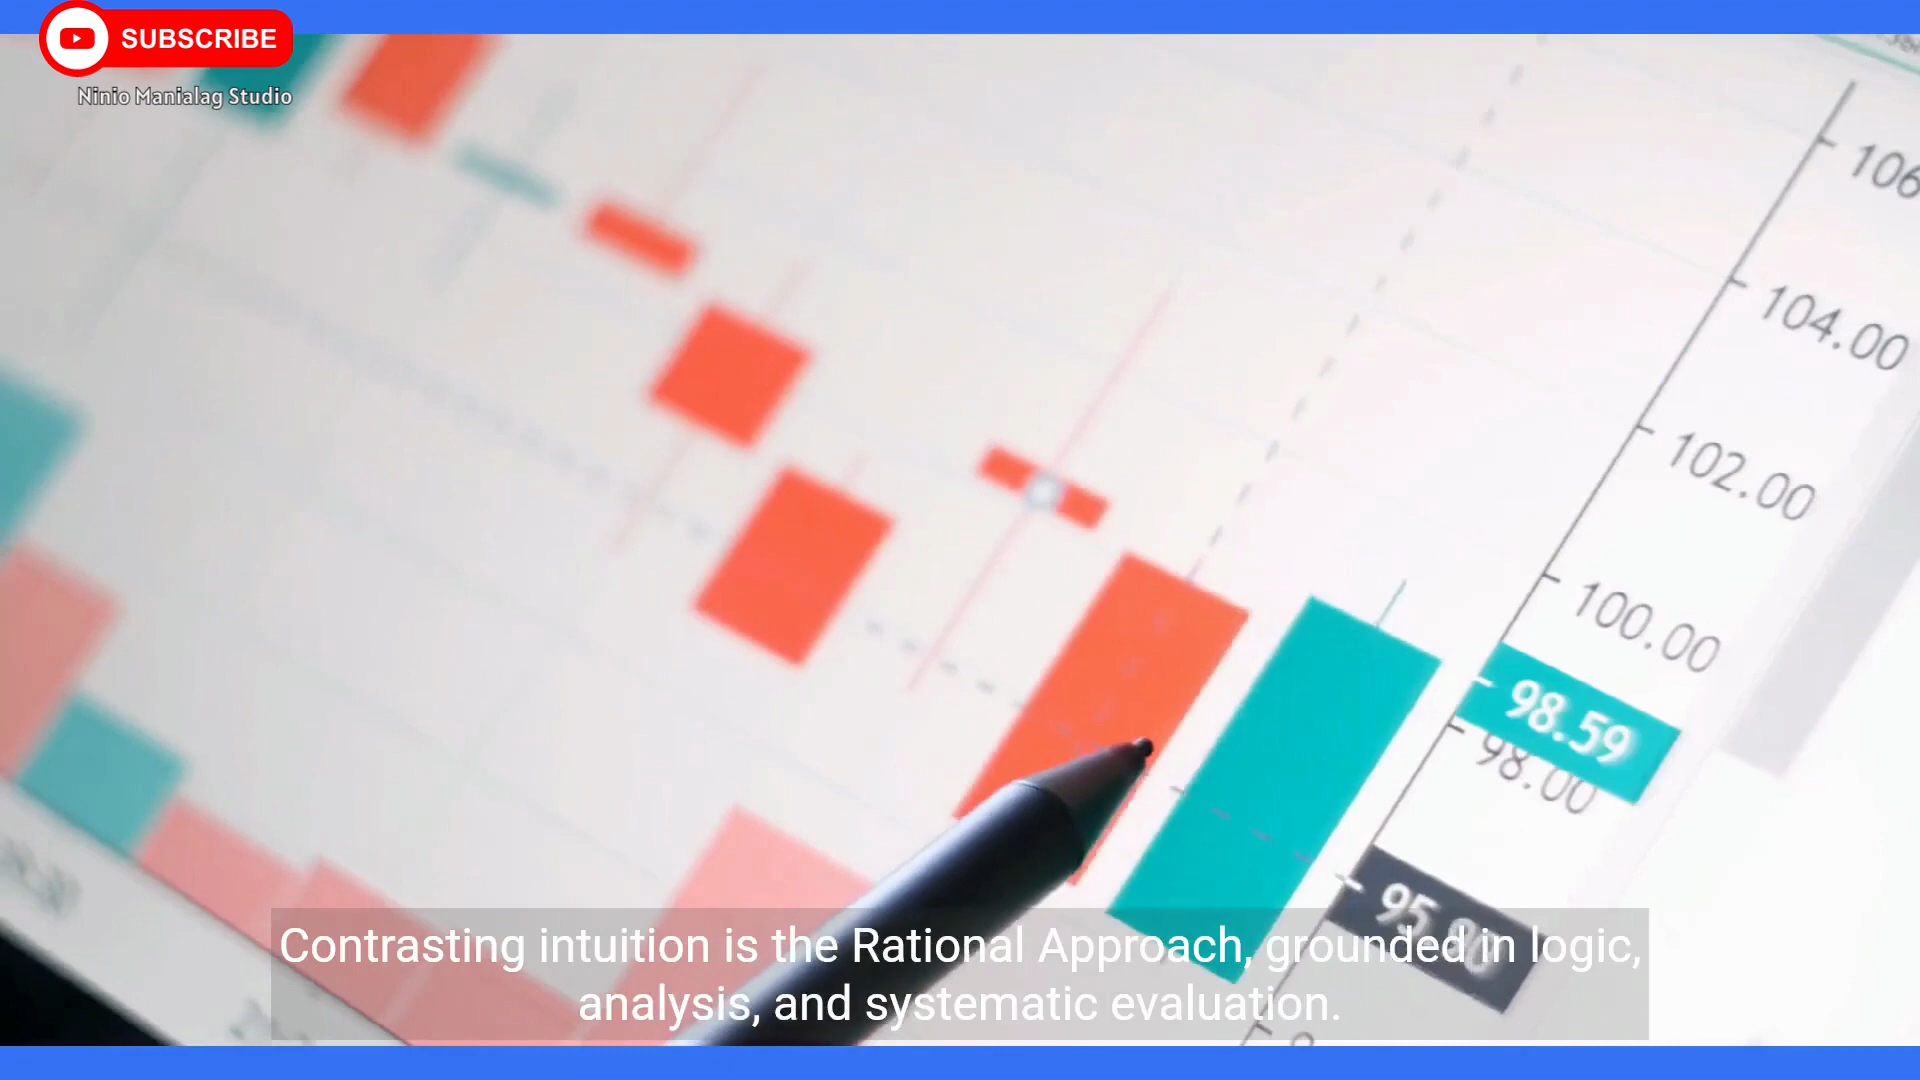 SUBSCRIBE
Ninio Manialag Studio
106
104.00
102.00
100.00
98.59
98.00
Contrasting intuition is the Rational Approach, grounded in logic,
analysis, and systematic evaluation.